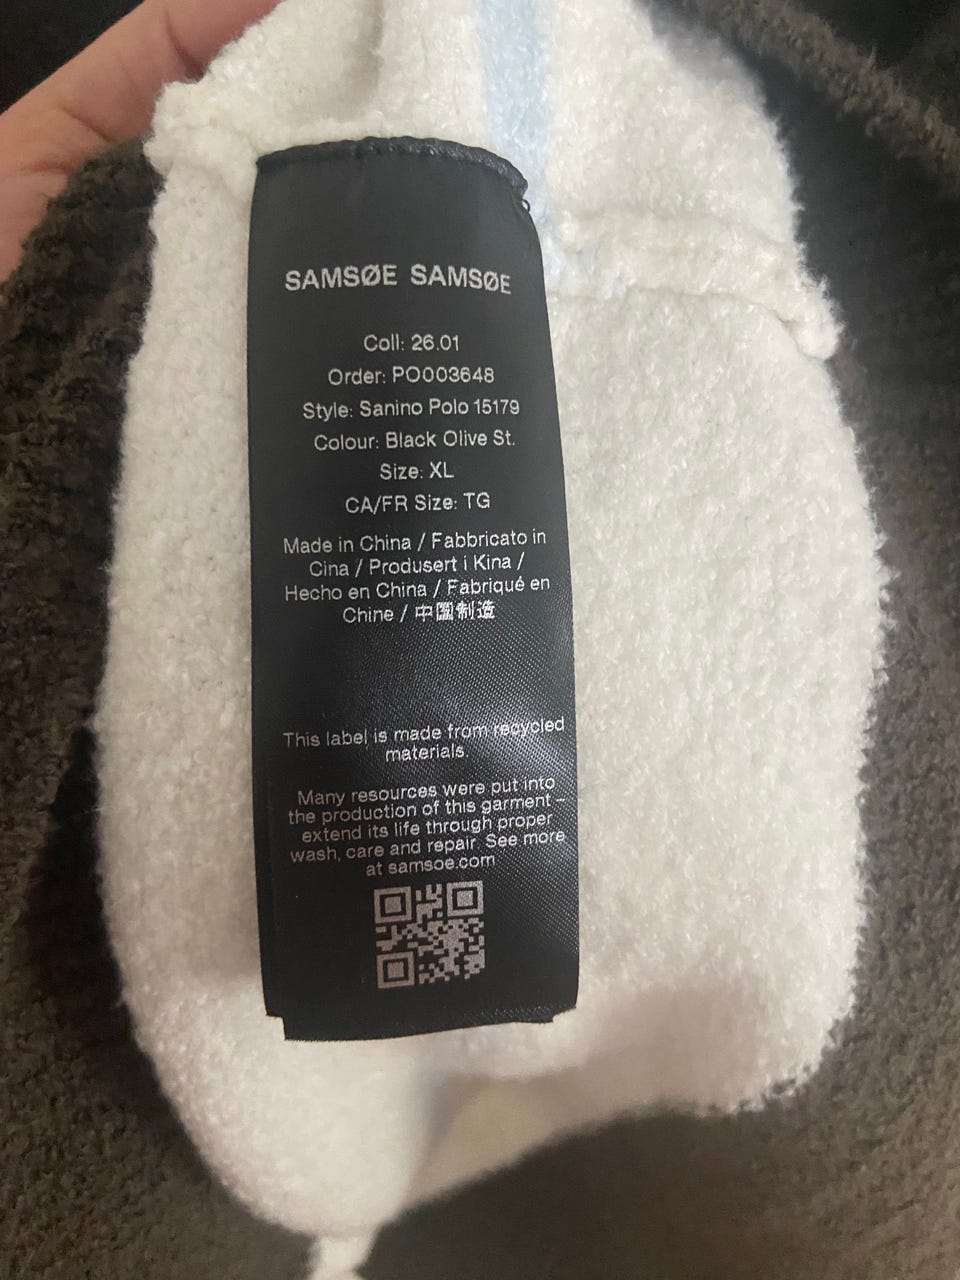 SAMSØE SAMSØE
Coll: 26.01
Order: PO003648
Style: Sanino Polo 15179
Colour: Black Olive St.
Size: XL
CA/FR Size: TG
Made in China / Fabbricato in
Cina / Produsert i Kina /
Hecho en China / Fabriqué en
Chine / 中国制造
This label is made from recycled
materials.
Many resources were put into
the production of this garment –
extend its life through proper
wash, care and repair. See more
at samsoe.com